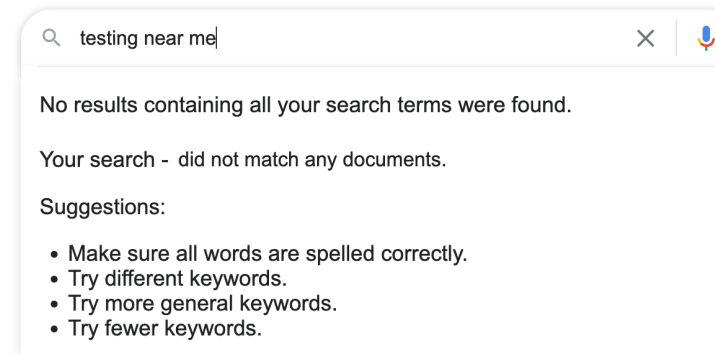 testing near me
No results containing all your search terms were found.
Your search - did not match any documents.
Suggestions:
• Make sure all words are spelled correctly.
• Try different keywords.
• Try more general keywords.
• Try fewer keywords.